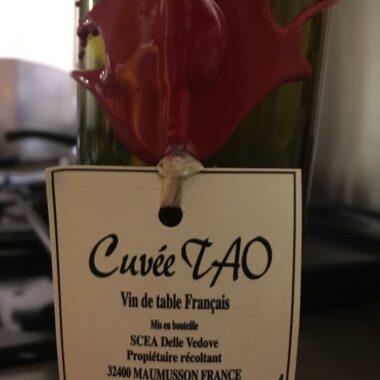 Cuvée TAO
Vin de table Français
Mis en bouteille
SCEA Delle Vedove
Propiétaire récoltant
32400 MAUMUSSON FRANCE